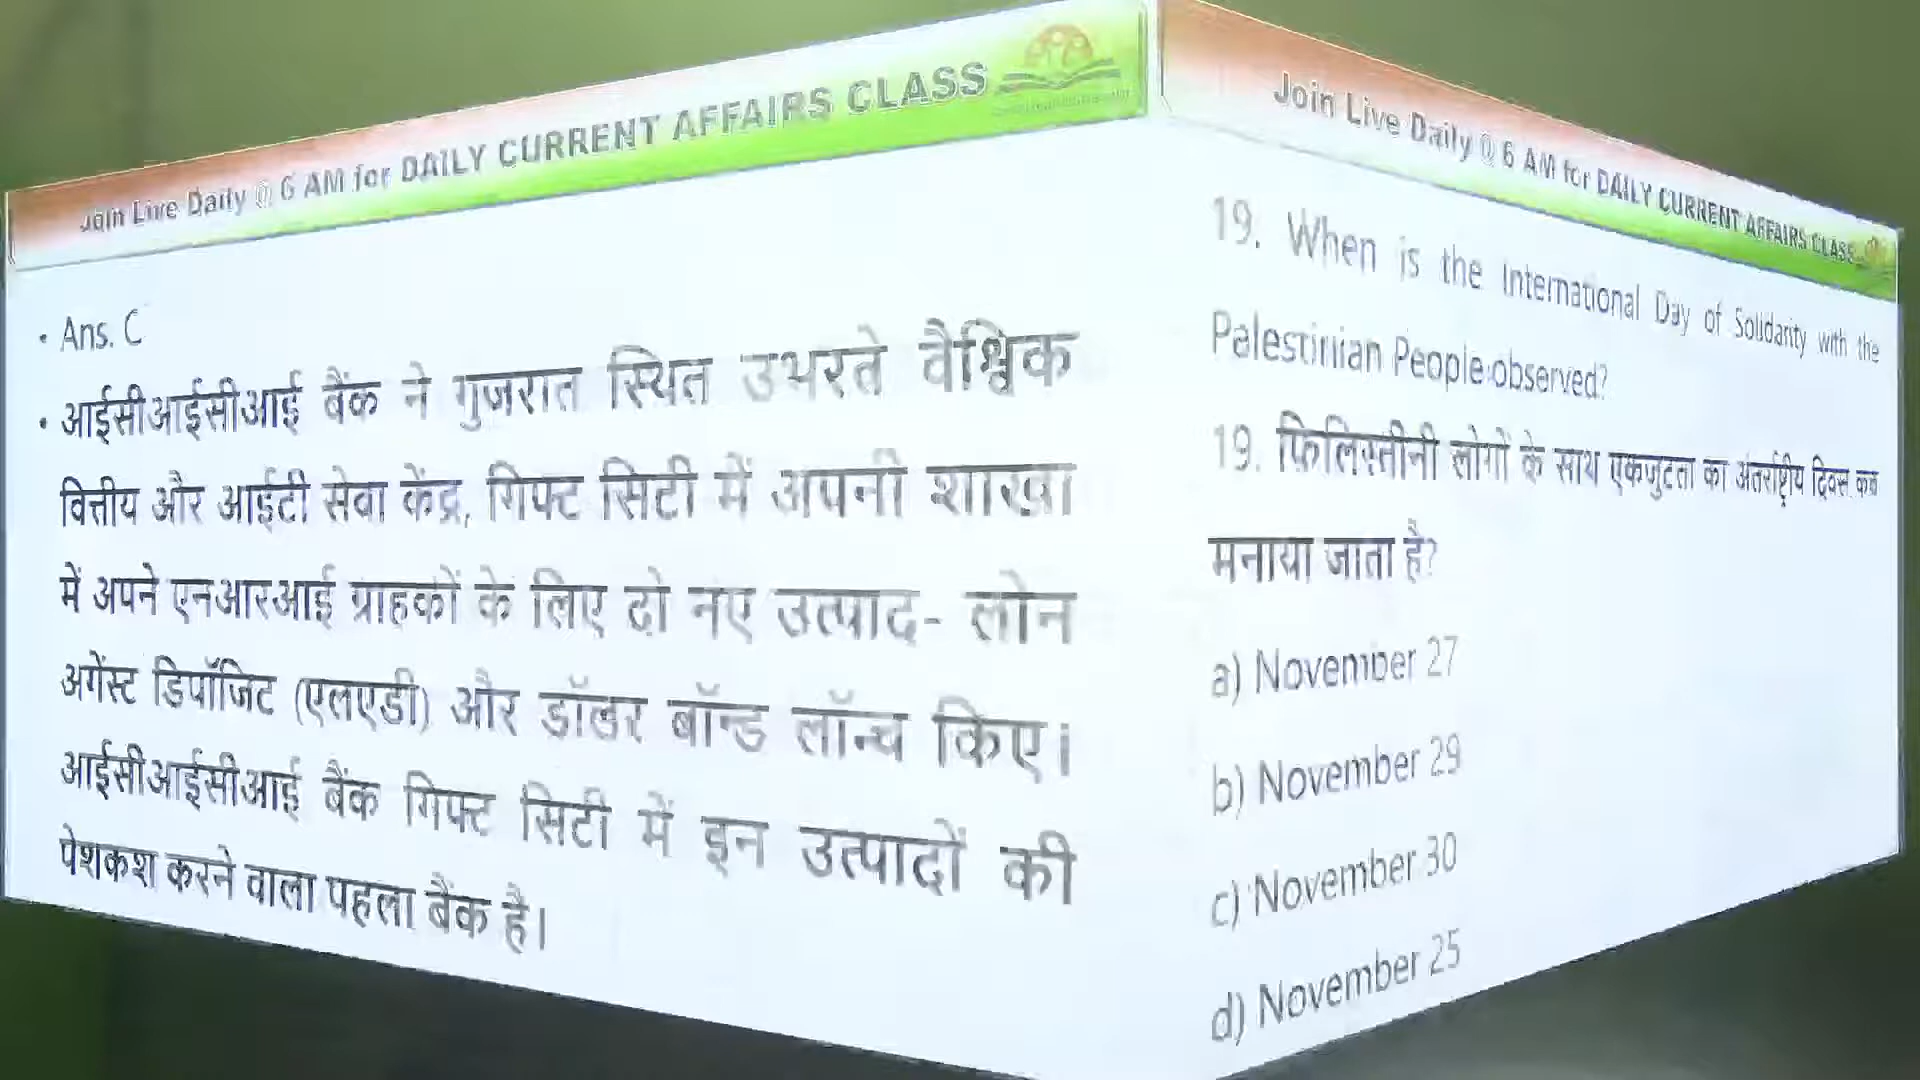 Join Live Daily @ 6 AM for DAILY CURRENT AFFAIRS CLASS
• Ans. C
• आईसीआईसीआई बैंक ने गुजरात स्थित उभरते वैश्विक
वित्तीय और आईटी सेवा केंद्र, गिफ्ट सिटी में अपनी शाखा
में अपने एनआरआई ग्राहकों के लिए दो नए उत्पाद- लोन
अगेंस्ट डिपॉजिट (एलएडी) और डॉलर बॉन्ड लॉन्च किए।
आईसीआईसीआई बैंक गिफ्ट सिटी में इन उत्पादों की
पेशकश करने वाला पहला बैंक है।
Join Live Daily @ 6 AM for DAILY CURRENT AFFAIRS CLASS
19. When is the International Day of Solidarity with the
Palestinian People observed?
19. फिलिस्तीनी लोगों के साथ एकजुटता का अंतर्राष्ट्रीय दिवस कब
मनाया जाता है?
a) November 27
b) November 29
c) November 30
d) November 25